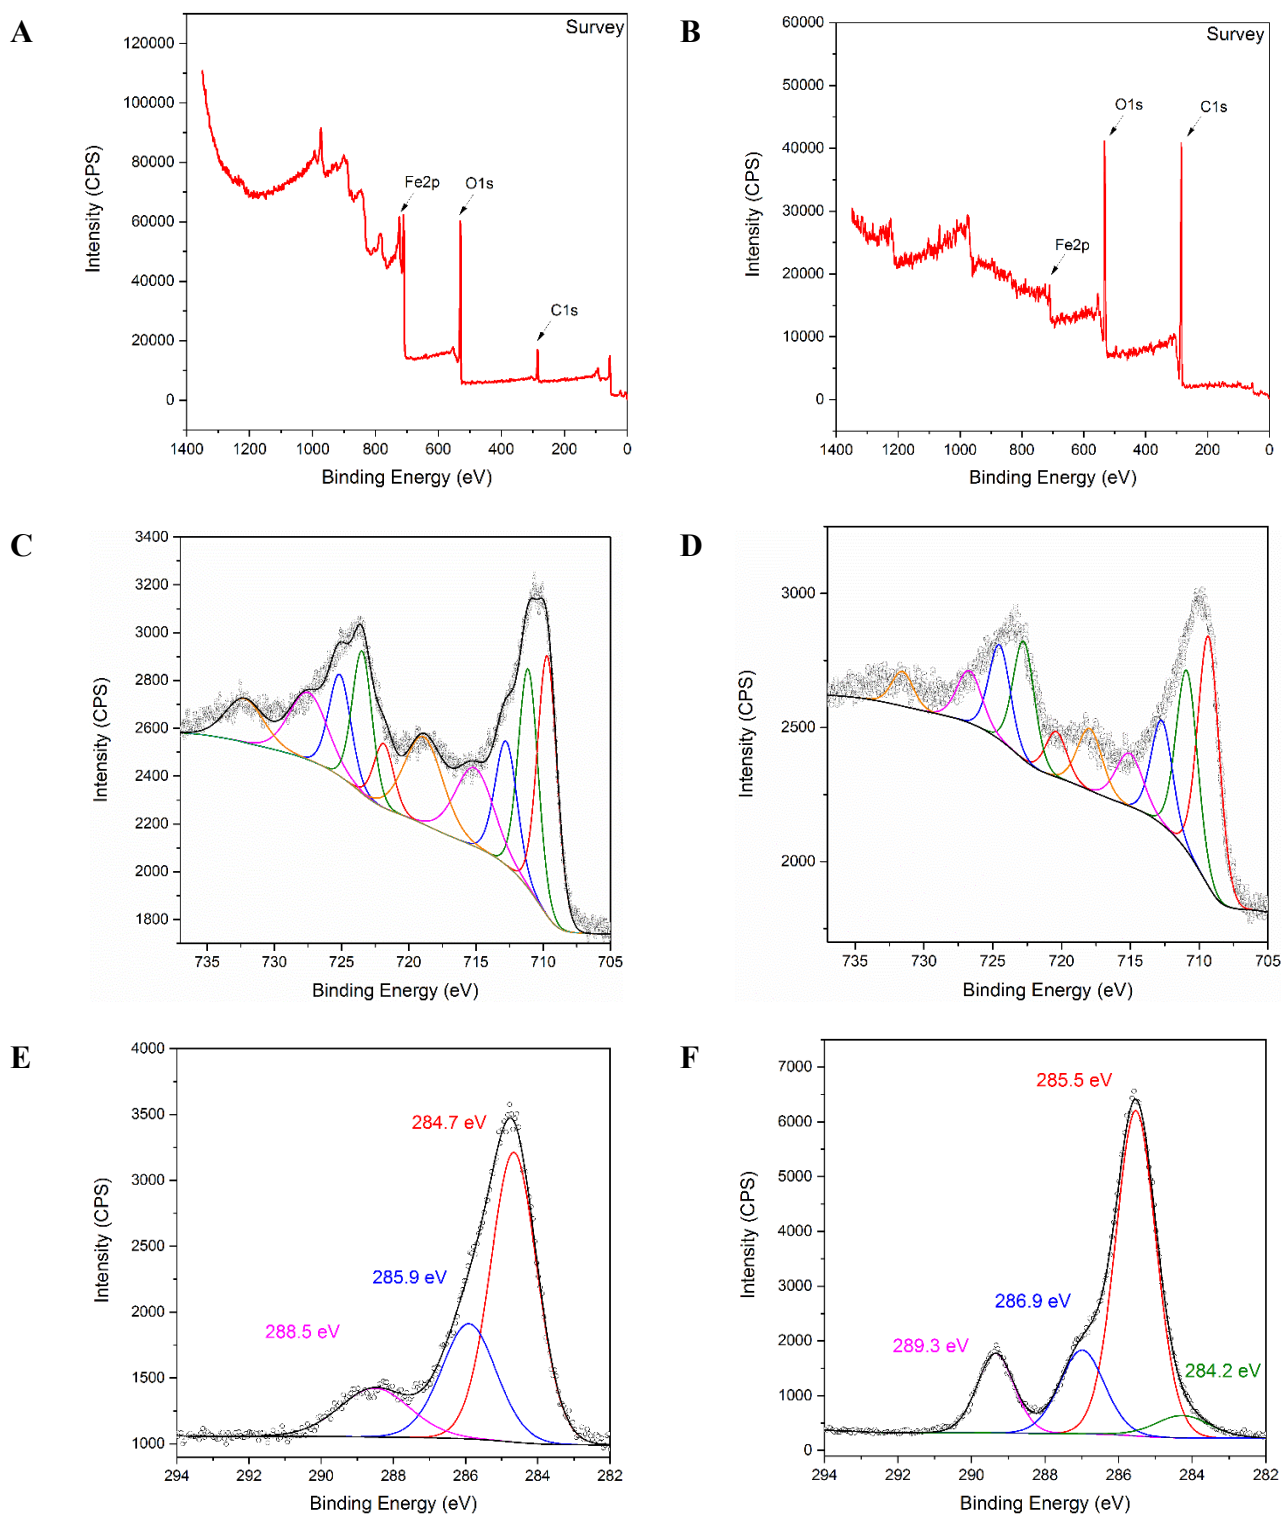 A
Survey
Intensity (CPS)
120000
100000
80000
60000
40000
20000
0
Fe2p
O1s
C1s
1400 1200 1000 800 600 400 200 0
Binding Energy (eV)
B
Survey
Intensity (CPS)
60000
50000
40000
30000
20000
10000
0
O1s
C1s
Fe2p
1400 1200 1000 800 600 400 200 0
Binding Energy (eV)
C
Intensity (CPS)
3400
3200
3000
2800
2600
2400
2200
2000
1800
735 730 725 720 715 710 705
Binding Energy (eV)
D
Intensity (CPS)
3000
2500
2000
735 730 725 720 715 710 705
Binding Energy (eV)
E
Intensity (CPS)
4000
3500
3000
2500
2000
1500
1000
284.7 eV
285.9 eV
288.5 eV
294 292 290 288 286 284 282
Binding Energy (eV)
F
Intensity (CPS)
7000
6000
5000
4000
3000
2000
1000
0
285.5 eV
286.9 eV
289.3 eV
284.2 eV
294 292 290 288 286 284 282
Binding Energy (eV)